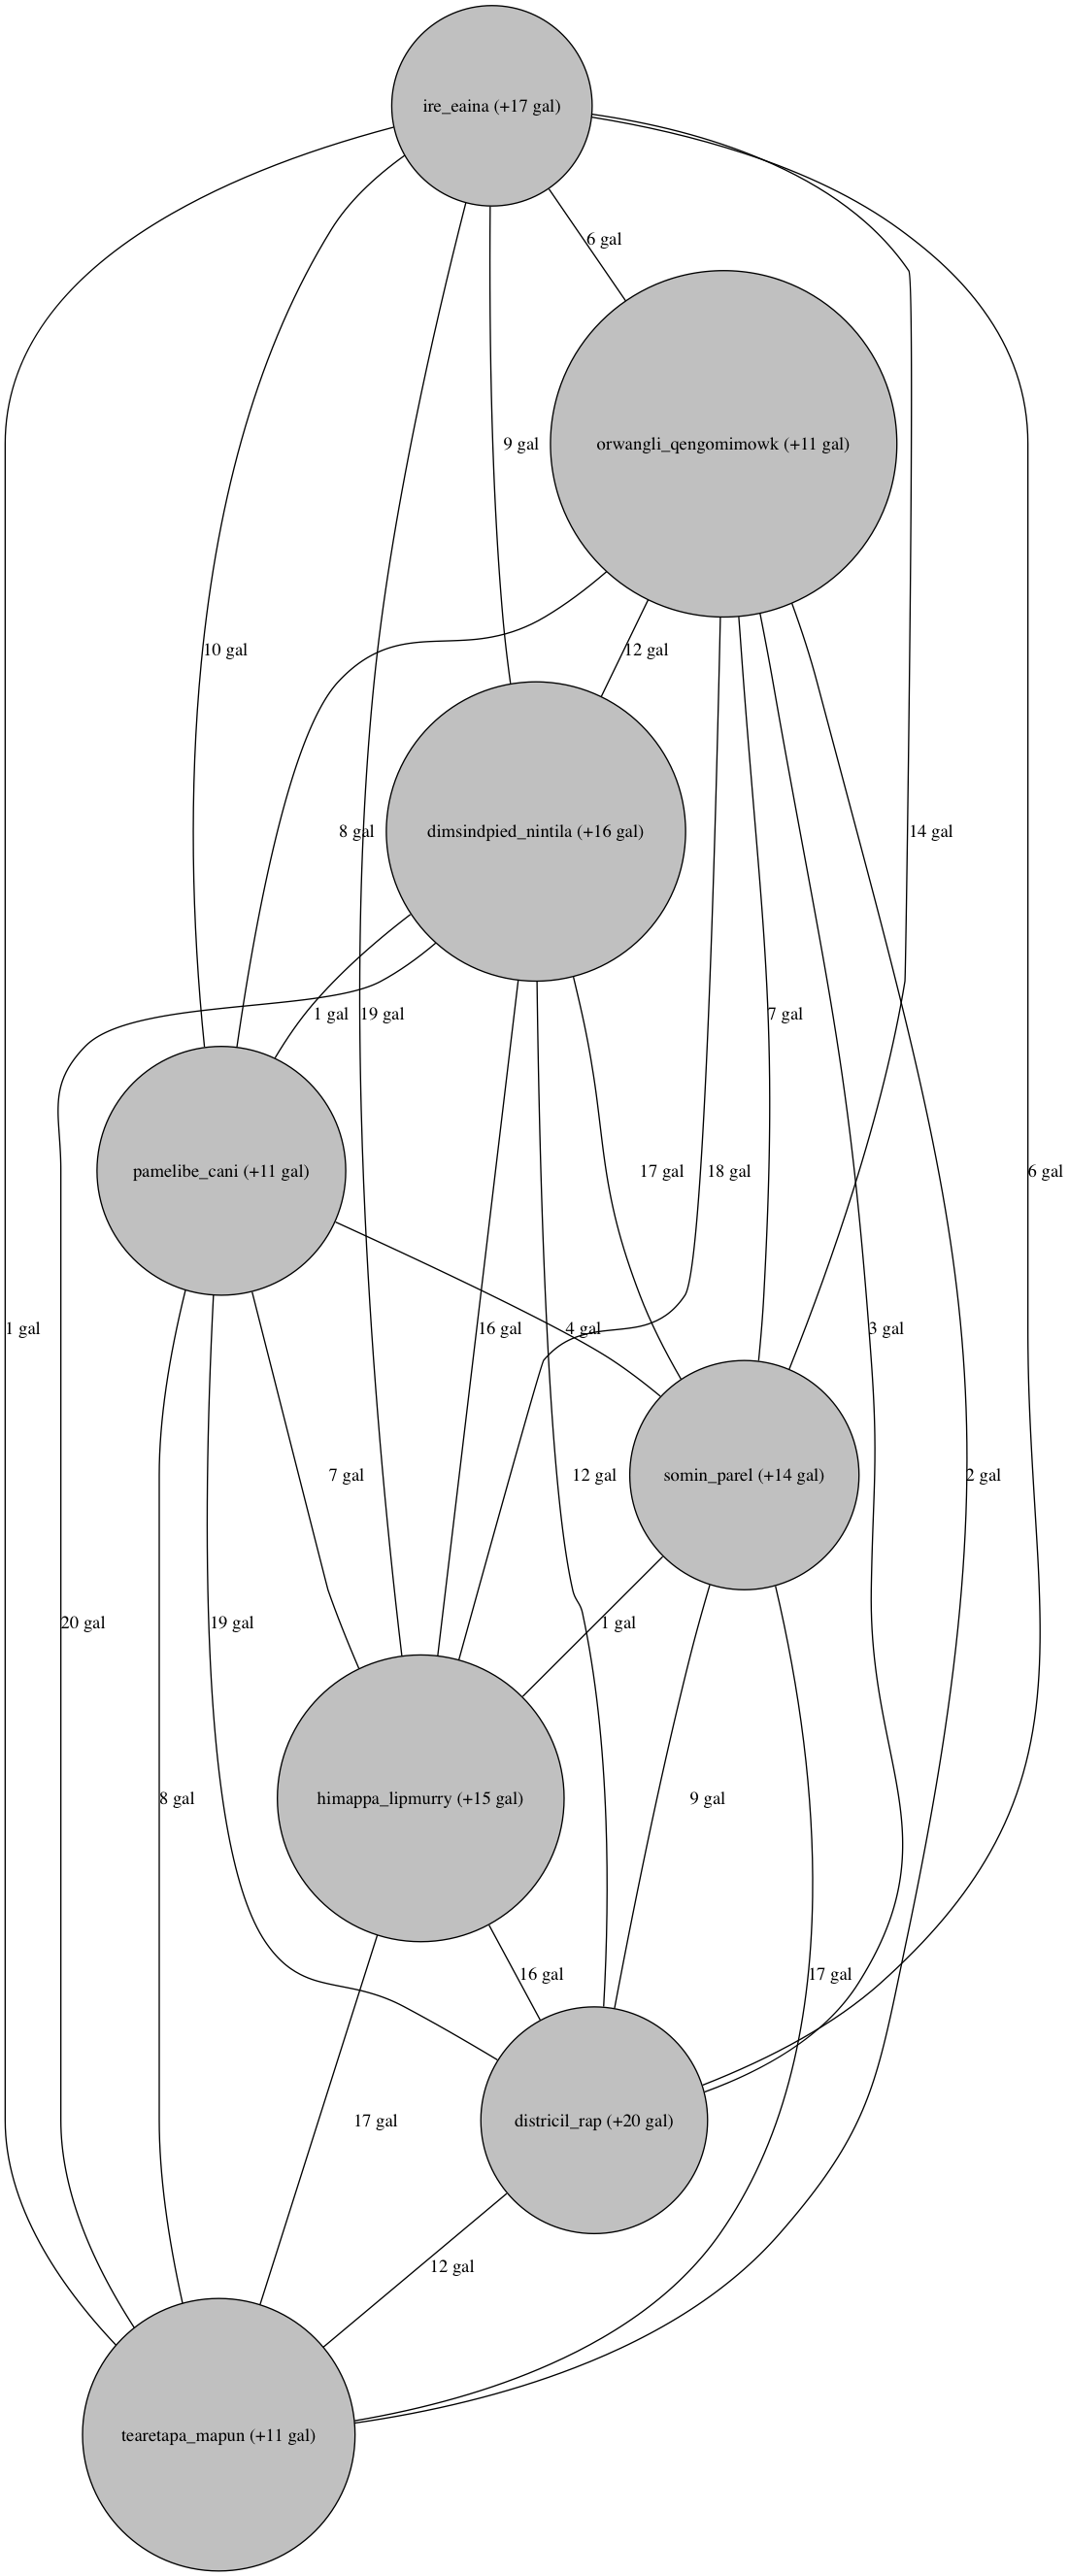 ire_eaina (+17 gal)
6 gal
9 gal
orwangli_qengomimowk (+11 gal)
10 gal
12 gal
8 gal
dimsindpied_nintila (+16 gal)
14 gal
1 gal
19 gal
7 gal
pamelibe_cani (+11 gal)
17 gal
18 gal
6 gal
1 gal
16 gal
4 gal
3 gal
7 gal
12 gal
somin_parel (+14 gal)
2 gal
20 gal
19 gal
1 gal
8 gal
himappa_lipmurry (+15 gal)
9 gal
16 gal
17 gal
17 gal
districil_rap (+20 gal)
12 gal
tearetapa_mapun (+11 gal)